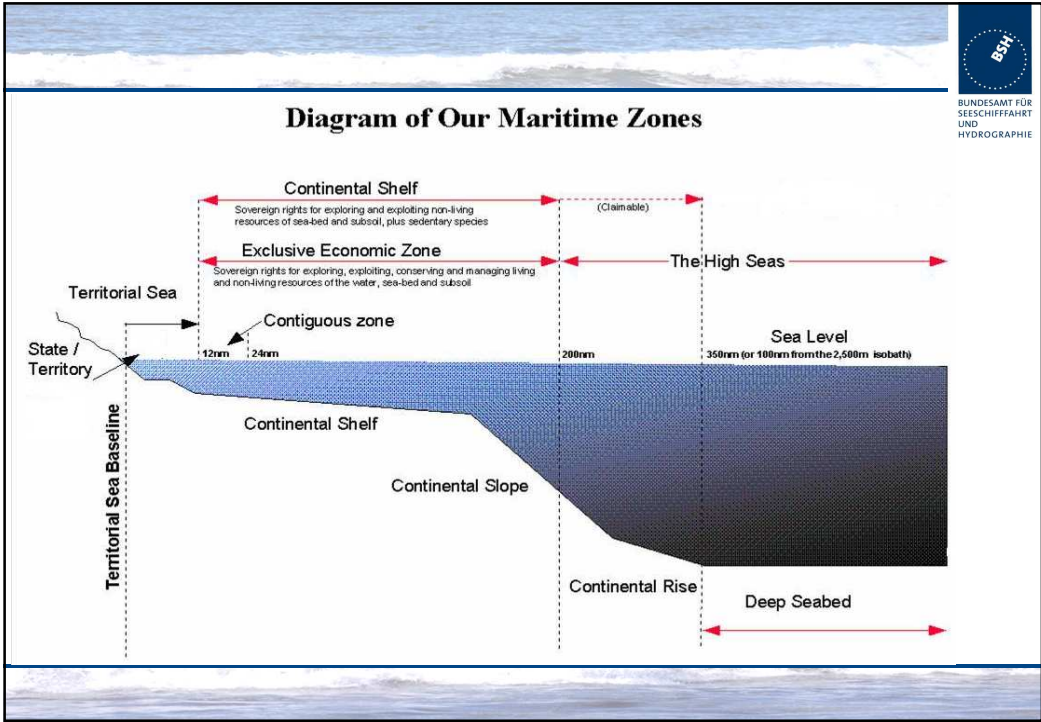 BSH
BUNDESAMT FÜR
SEESCHIFFFAHRT
UND
HYDROGRAPHIE
Diagram of Our Maritime Zones
Continental Shelf
Sovereign rights for exploring and exploiting non-living
resources of sea-bed and subsoil, plus sedentary species
(Claimable)
Exclusive Economic Zone
Sovereign rights for exploring, exploiting, conserving and managing living
and non-living resources of the water, sea-bed and subsoil
The High Seas
Territorial Sea
Contiguous zone
State /
Territory
12nm
24nm
200nm
Sea Level
350nm (or 100nm from the 2,500m isobath)
Territorial Sea Baseline
Continental Shelf
Continental Slope
Continental Rise
Deep Seabed